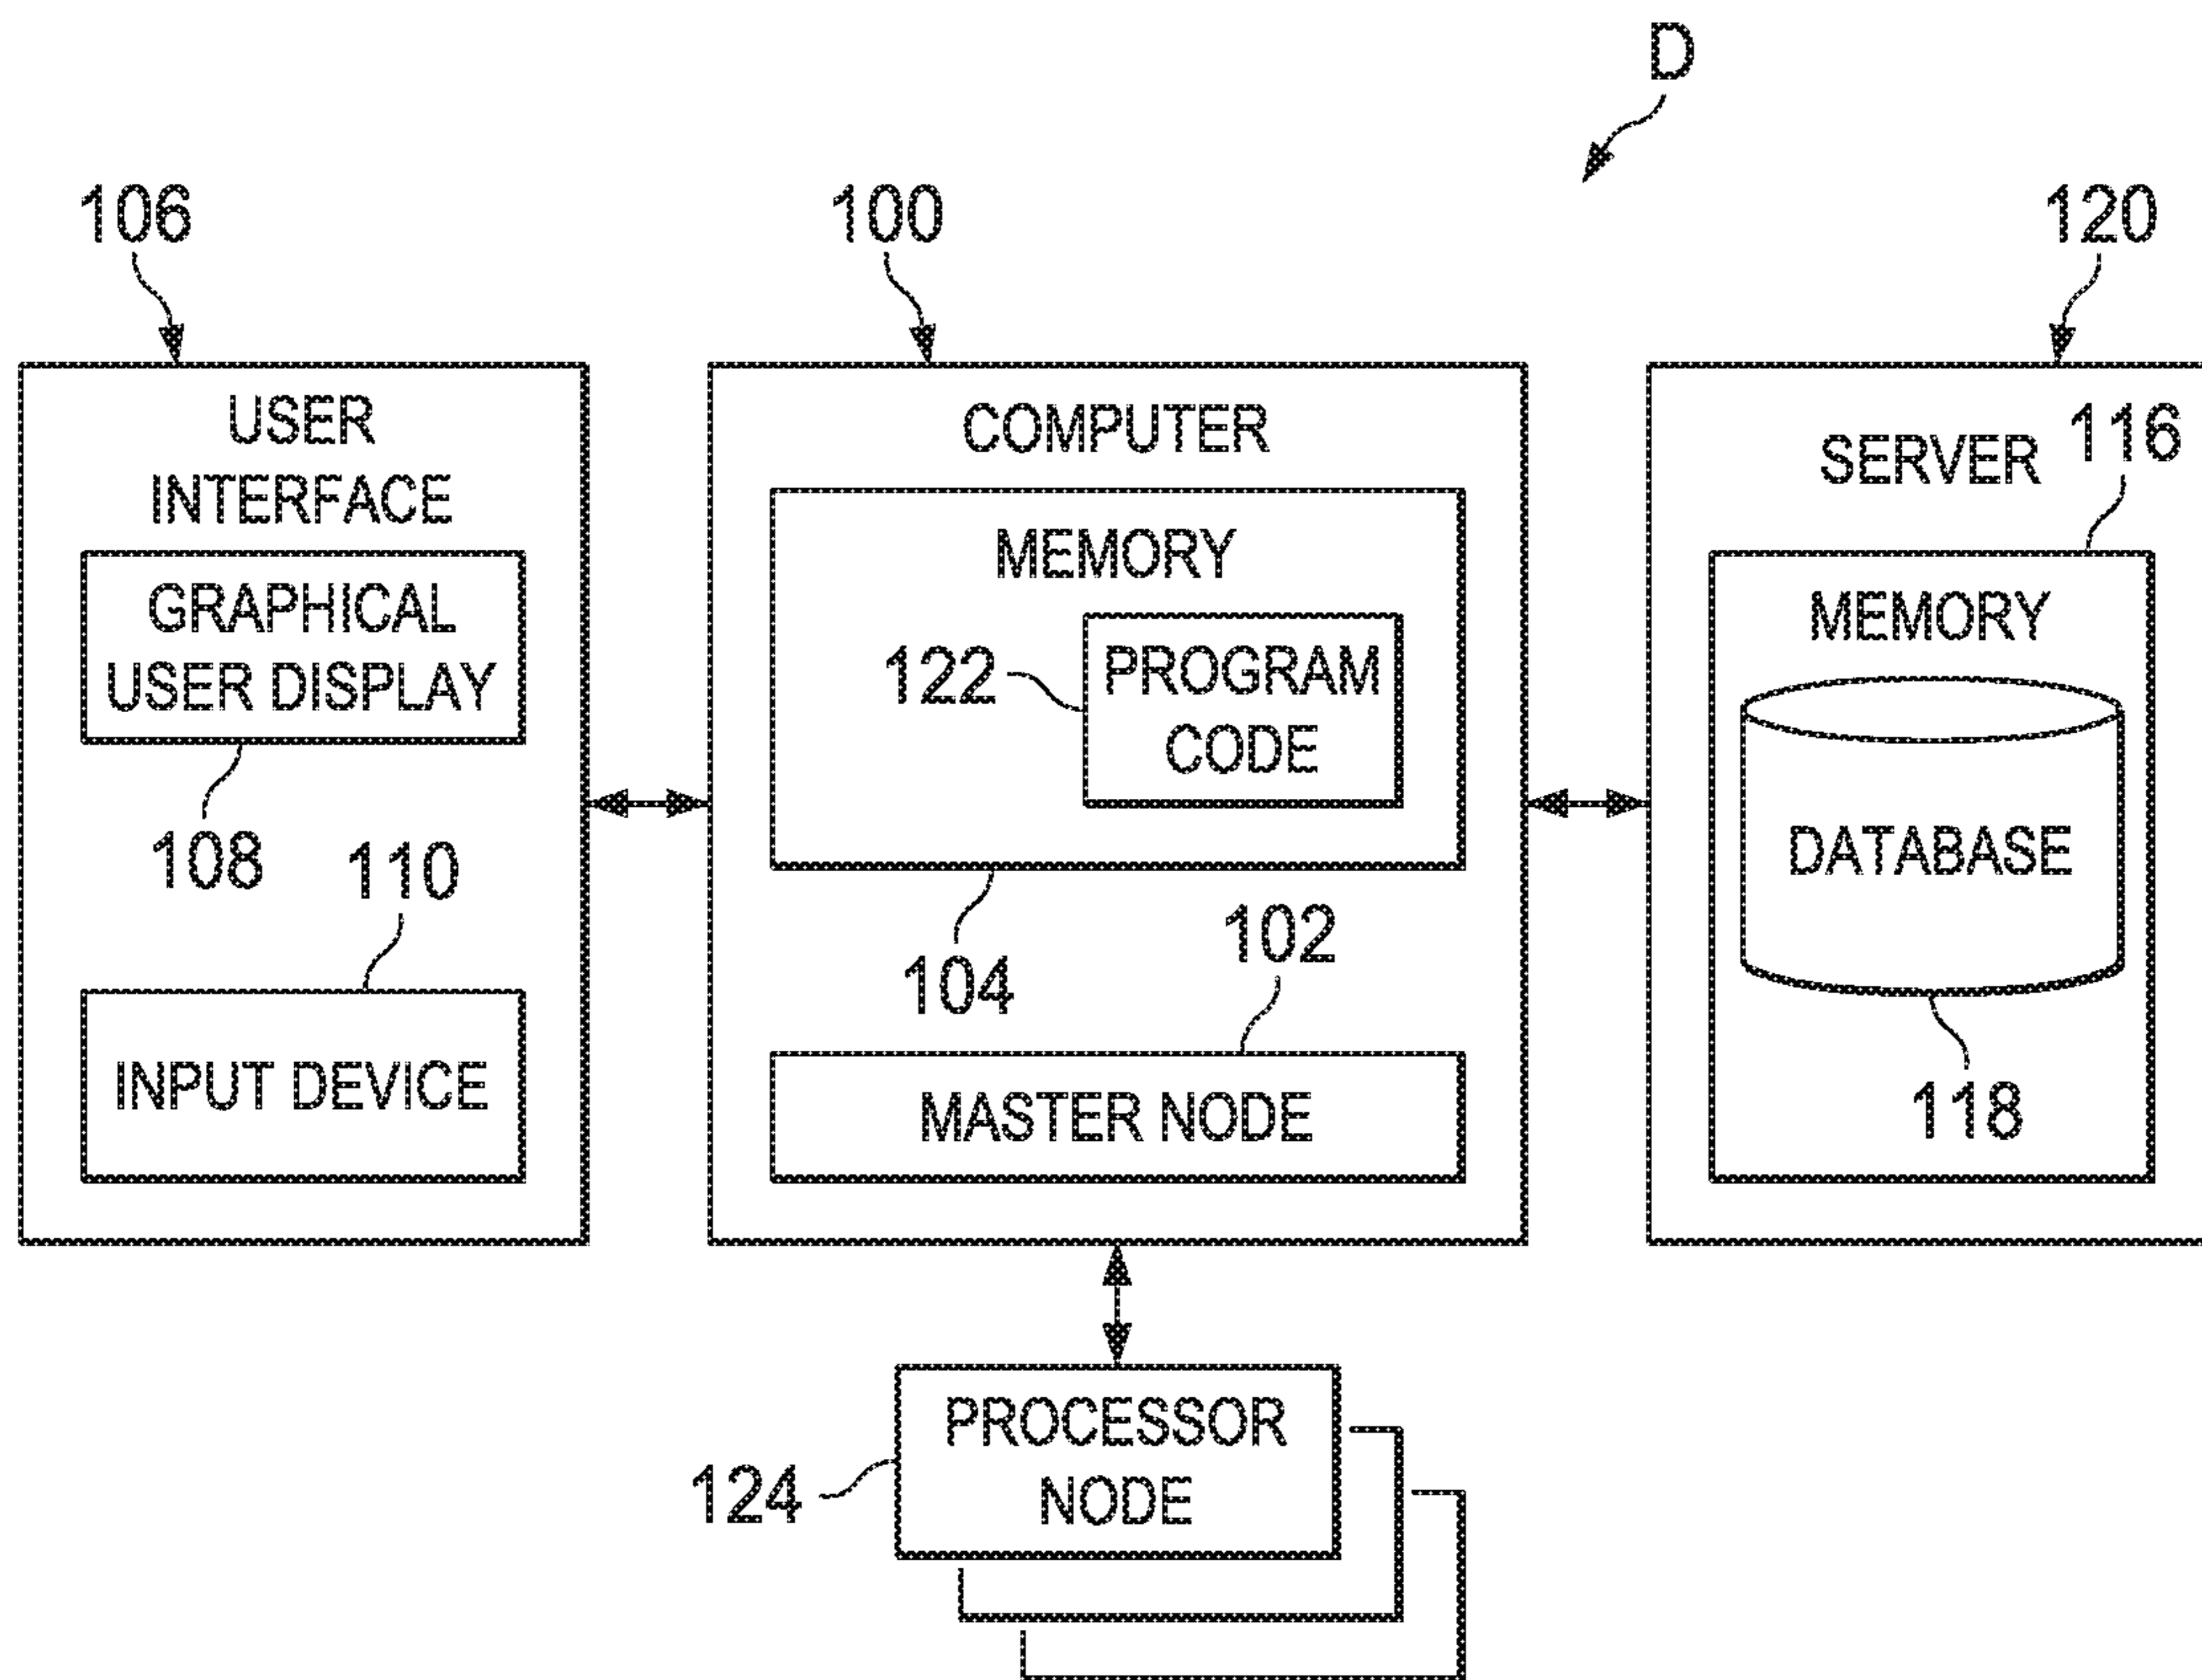 D
106
100
120
USER
INTERFACE
GRAPHICAL
USER DISPLAY
108
110
INPUT DEVICE
COMPUTER
MEMORY
122
PROGRAM
CODE
104
102
MASTER NODE
SERVER
116
MEMORY
DATABASE
118
PROCESSOR
NODE
124